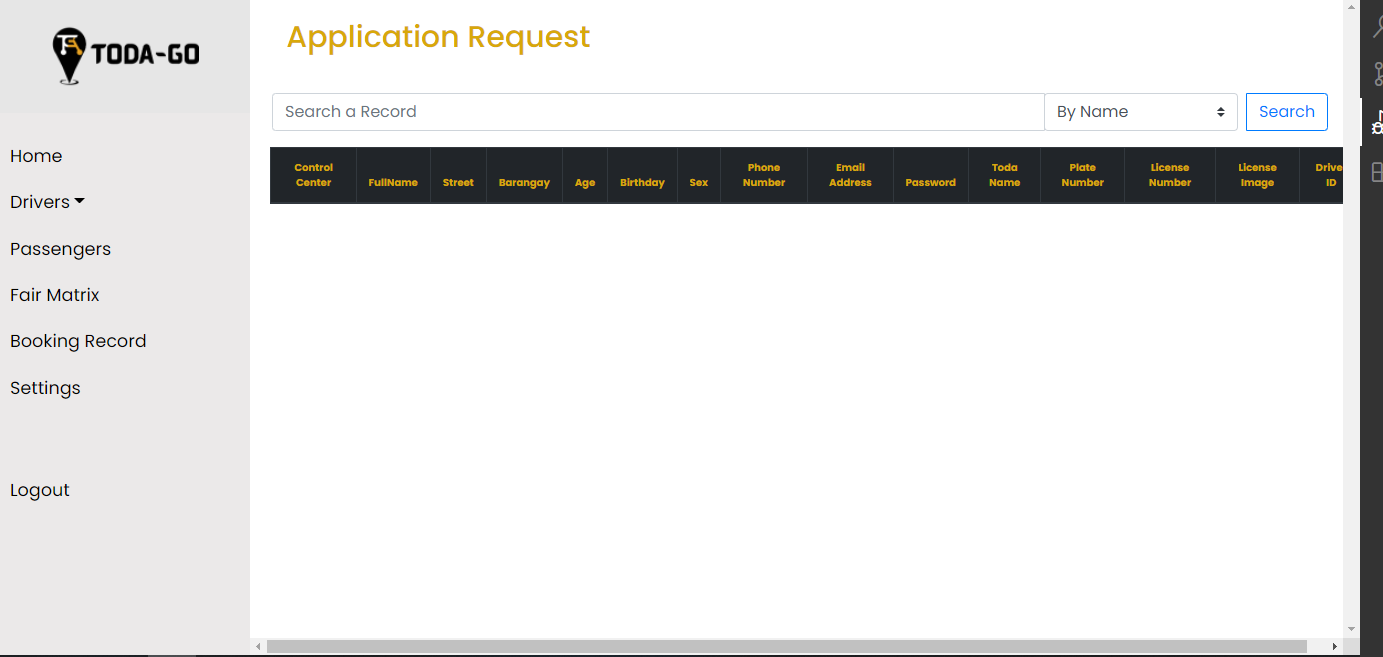 TODA-GO
Application Request
Search a Record
By Name
Search
Home
Drivers
Passengers
Fair Matrix
Booking Record
Settings
Logout
Control Center
FullName
Street
Barangay
Age
Birthday
Sex
Phone Number
Email Address
Password
Toda Name
Plate Number
License Number
License Image
Drive
ID